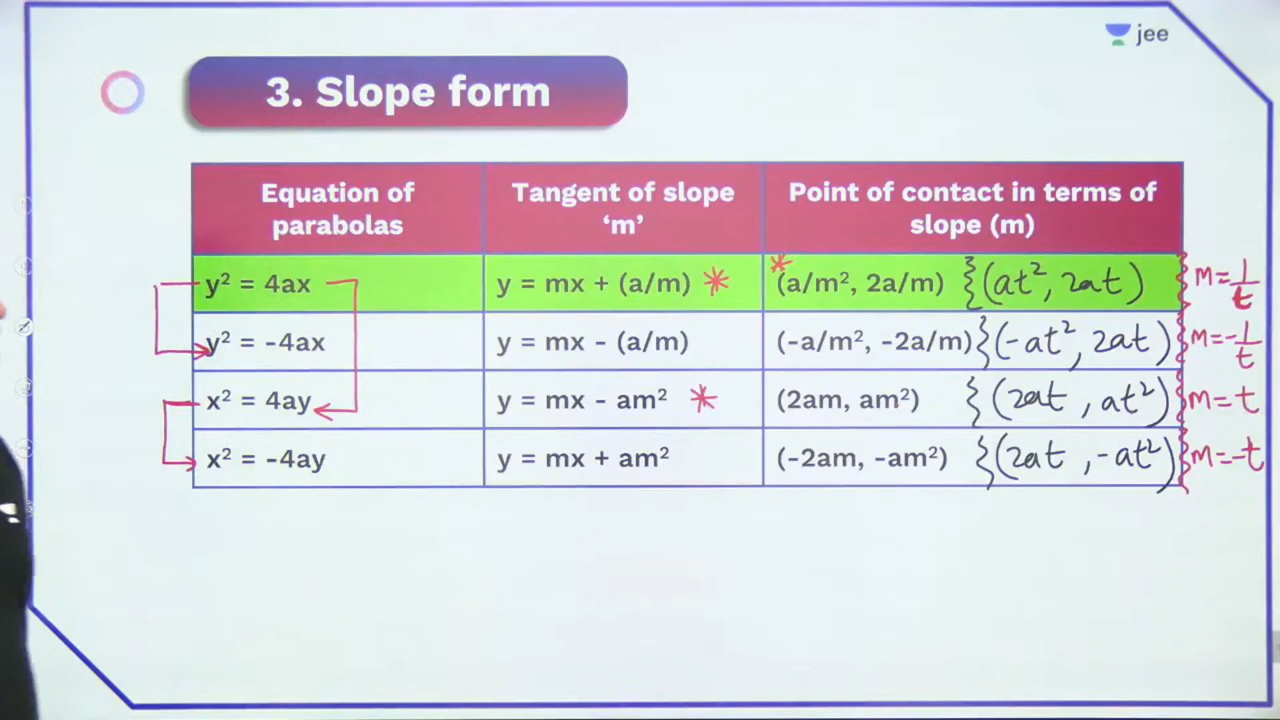 jee
3. Slope form
Equation of parabolas
Tangent of slope ‘m’
Point of contact in terms of slope (m)
y² = 4ax
y = mx + (a/m) *
*(a/m², 2a/m) {(at², 2at) } m=1/t
y² = -4ax
y = mx - (a/m)
(-a/m², -2a/m) {(-at², 2at) } m=-1/t
x² = 4ay
y = mx - am² *
(2am, am²) {(2at , at²) } m=t
x² = -4ay
y = mx + am²
(-2am, -am²) {(2at , -at²) } m=-t